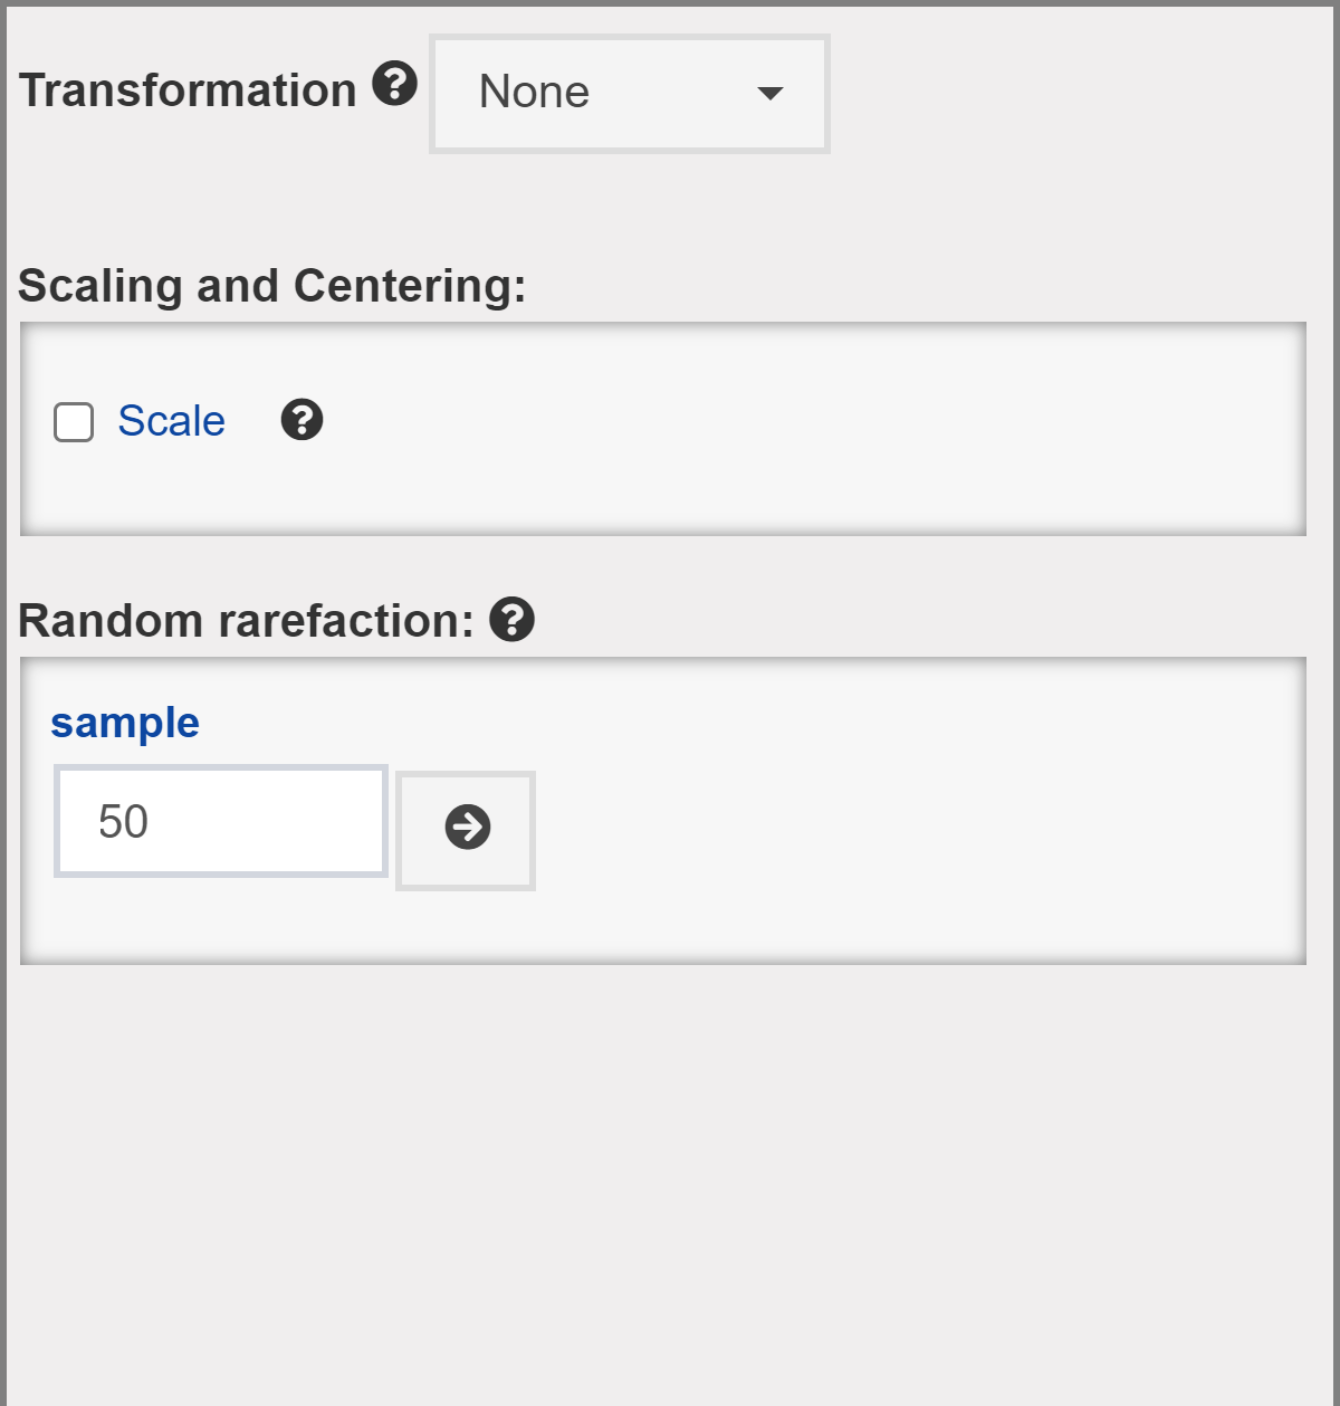 Transformation ? None
Scaling and Centering:
Scale ?
Random rarefaction: ?
sample
50